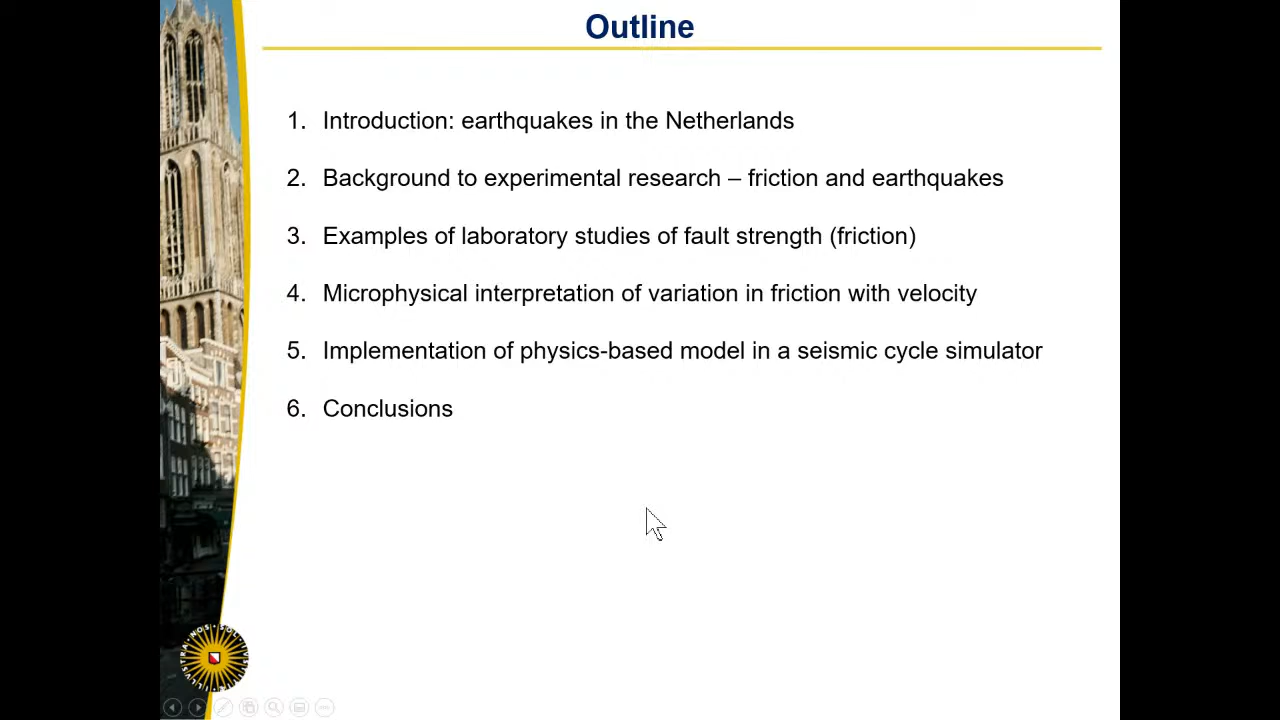 Outline
1. Introduction: earthquakes in the Netherlands
2. Background to experimental research – friction and earthquakes
3. Examples of laboratory studies of fault strength (friction)
4. Microphysical interpretation of variation in friction with velocity
5. Implementation of physics-based model in a seismic cycle simulator
6. Conclusions